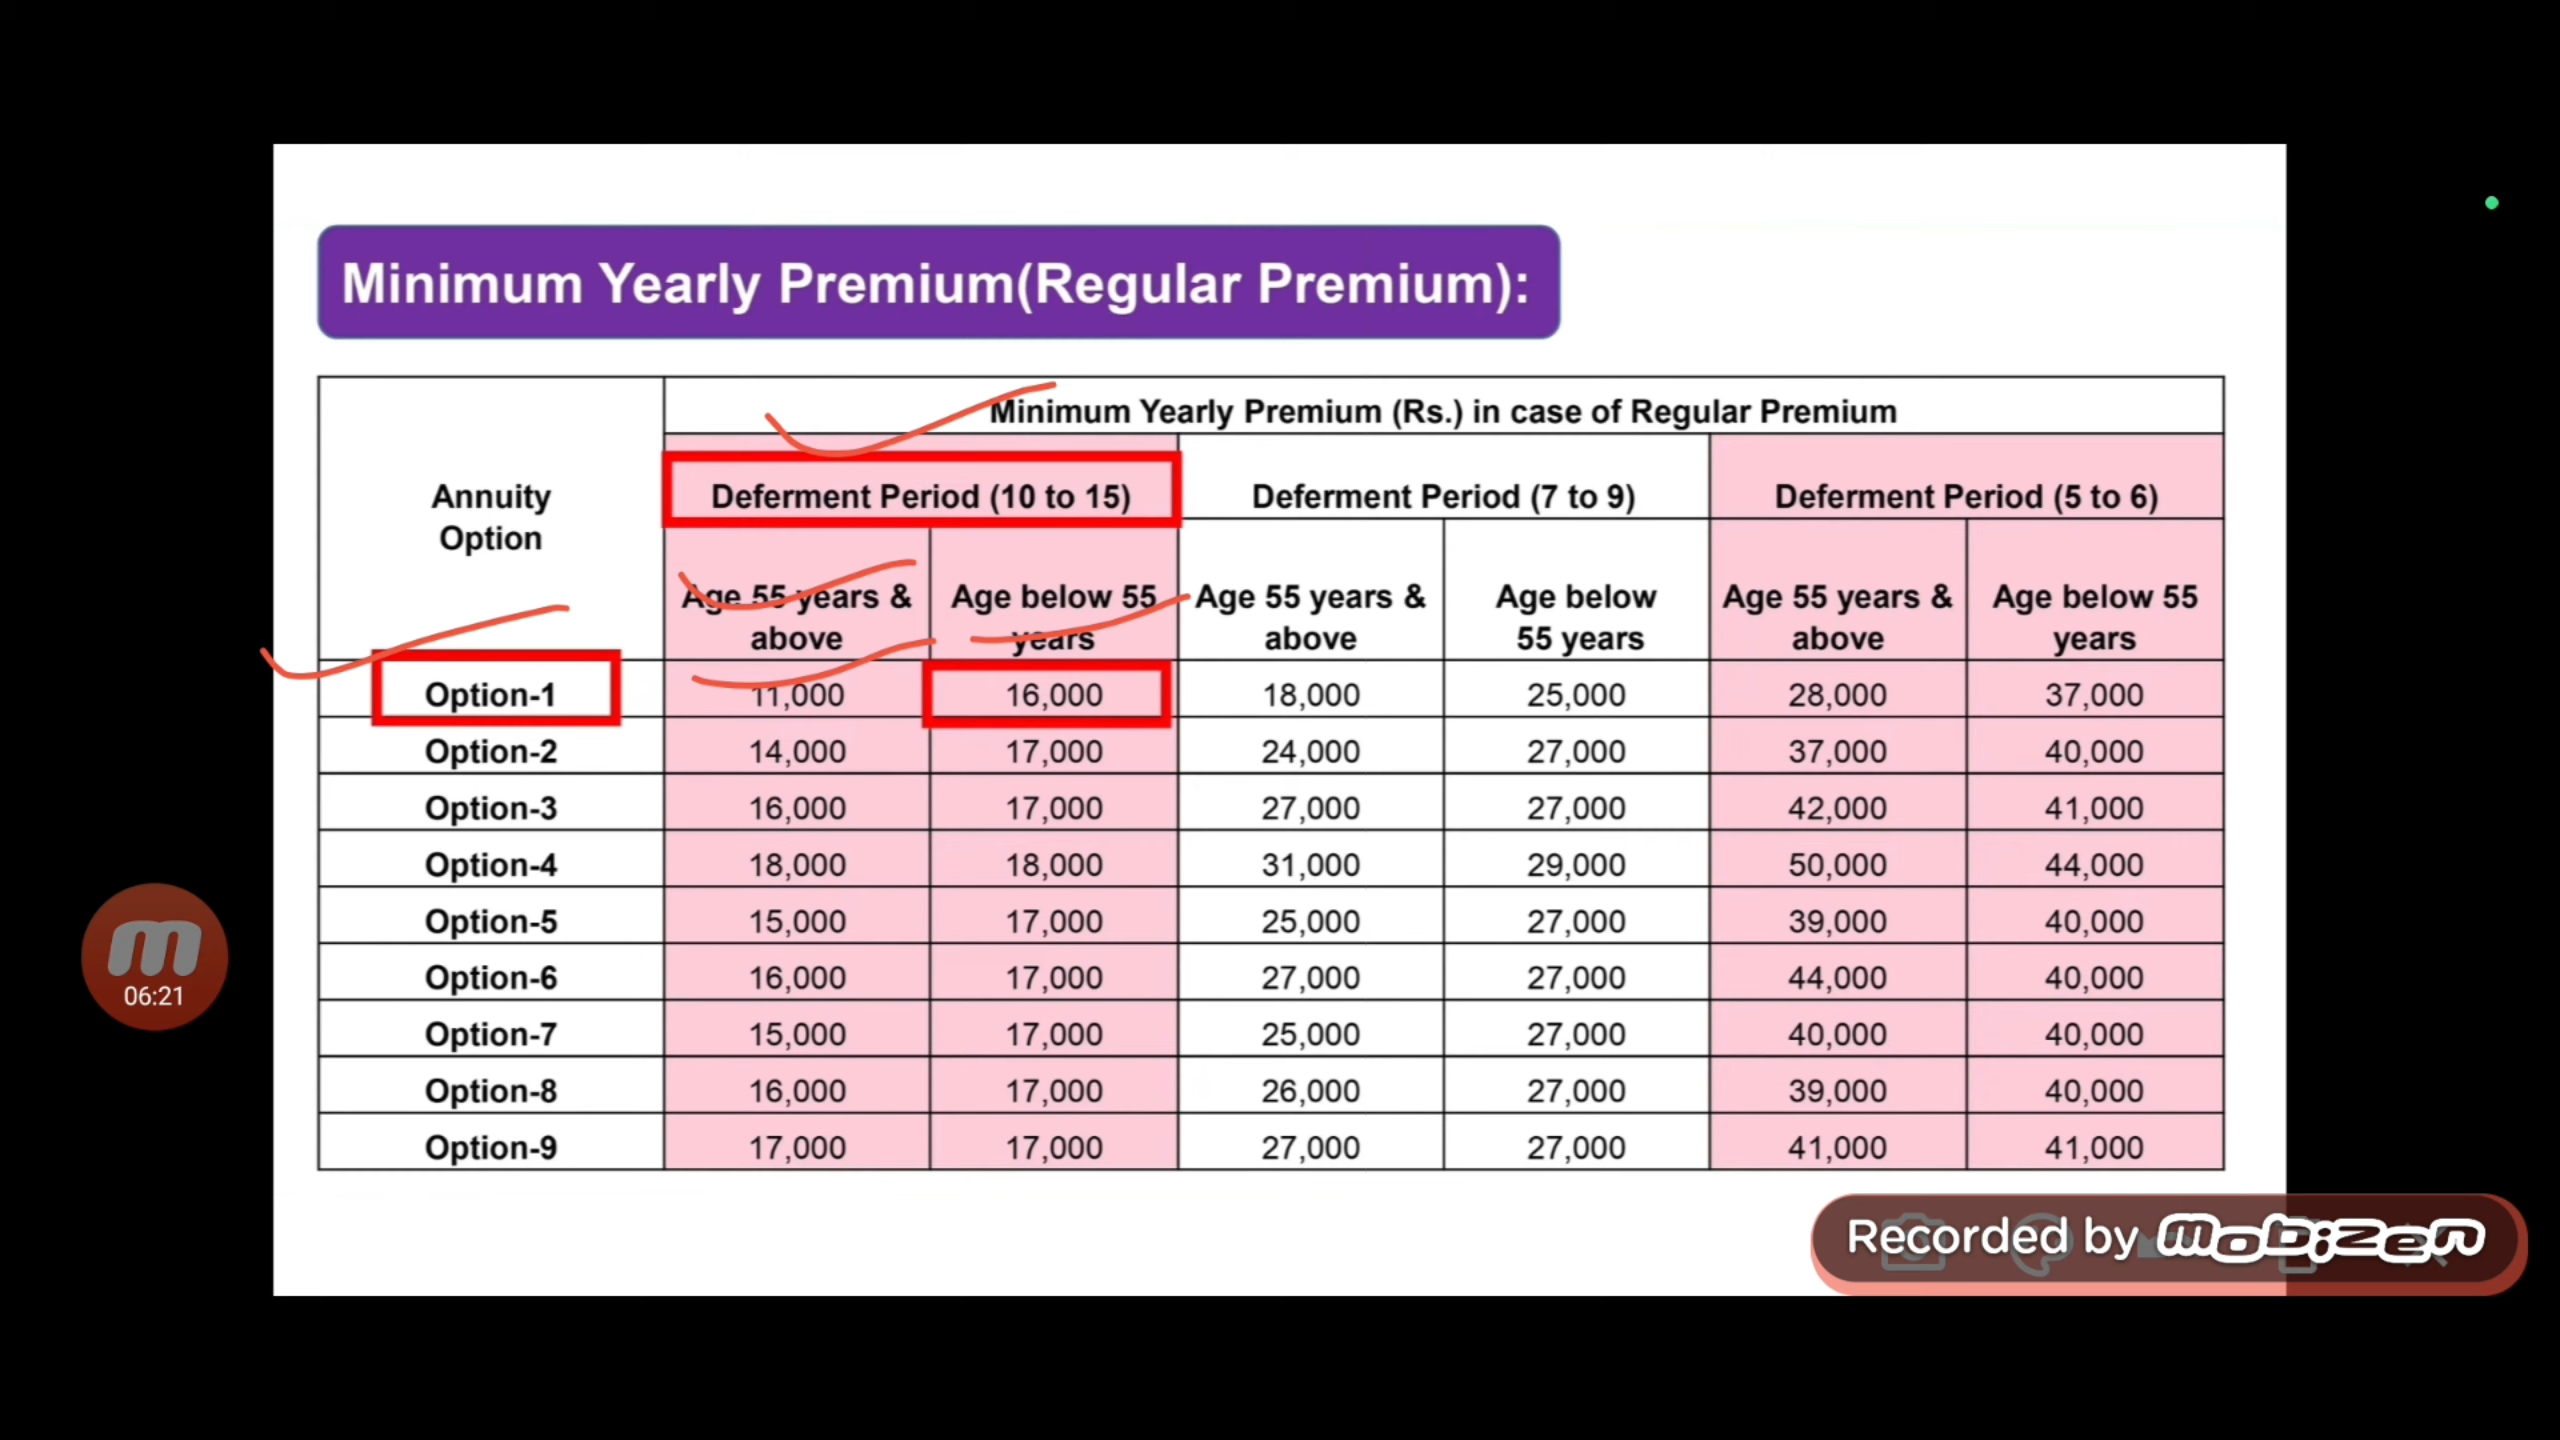 Minimum Yearly Premium(Regular Premium):
Annuity Option
Minimum Yearly Premium (Rs.) in case of Regular Premium
Deferment Period (10 to 15) Deferment Period (7 to 9) Deferment Period (5 to 6)
Age 55 years & above Age below 55 years Age 55 years & above Age below 55 years Age 55 years & above Age below 55 years
Option-1 11,000 16,000 18,000 25,000 28,000 37,000
Option-2 14,000 17,000 24,000 27,000 37,000 40,000
Option-3 16,000 17,000 27,000 27,000 42,000 41,000
Option-4 18,000 18,000 31,000 29,000 50,000 44,000
Option-5 15,000 17,000 25,000 27,000 39,000 40,000
Option-6 16,000 17,000 27,000 27,000 44,000 40,000
Option-7 15,000 17,000 25,000 27,000 40,000 40,000
Option-8 16,000 17,000 26,000 27,000 39,000 40,000
Option-9 17,000 17,000 27,000 27,000 41,000 41,000
m
06:21
Recorded by mobizen